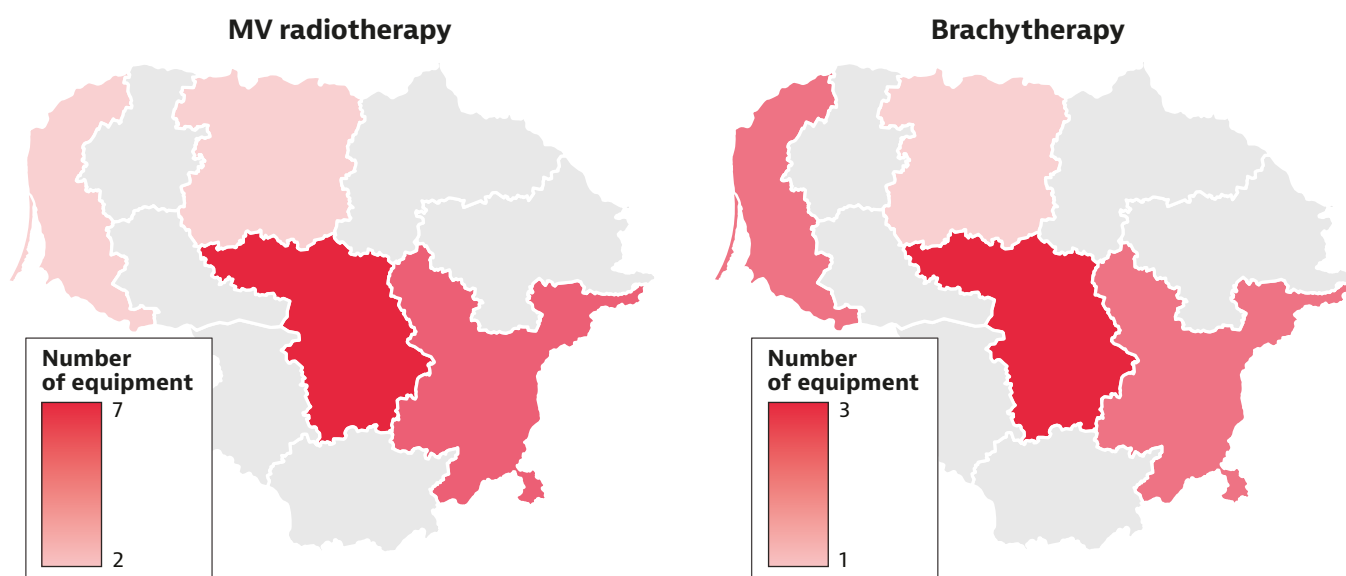 MV radiotherapy
Number
of equipment
7
2
Brachytherapy
Number
of equipment
3
1